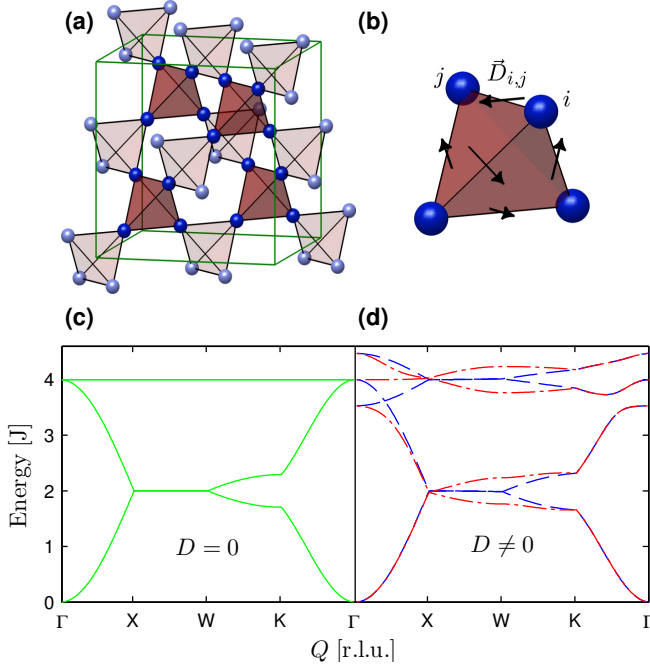 (a)
(b)
j
D⃗i,j
i
(c)
(d)
Energy [J]
4
3
2
1
0
D = 0
D ≠ 0
Γ X W K Γ X W K Γ
Q [r.l.u.]